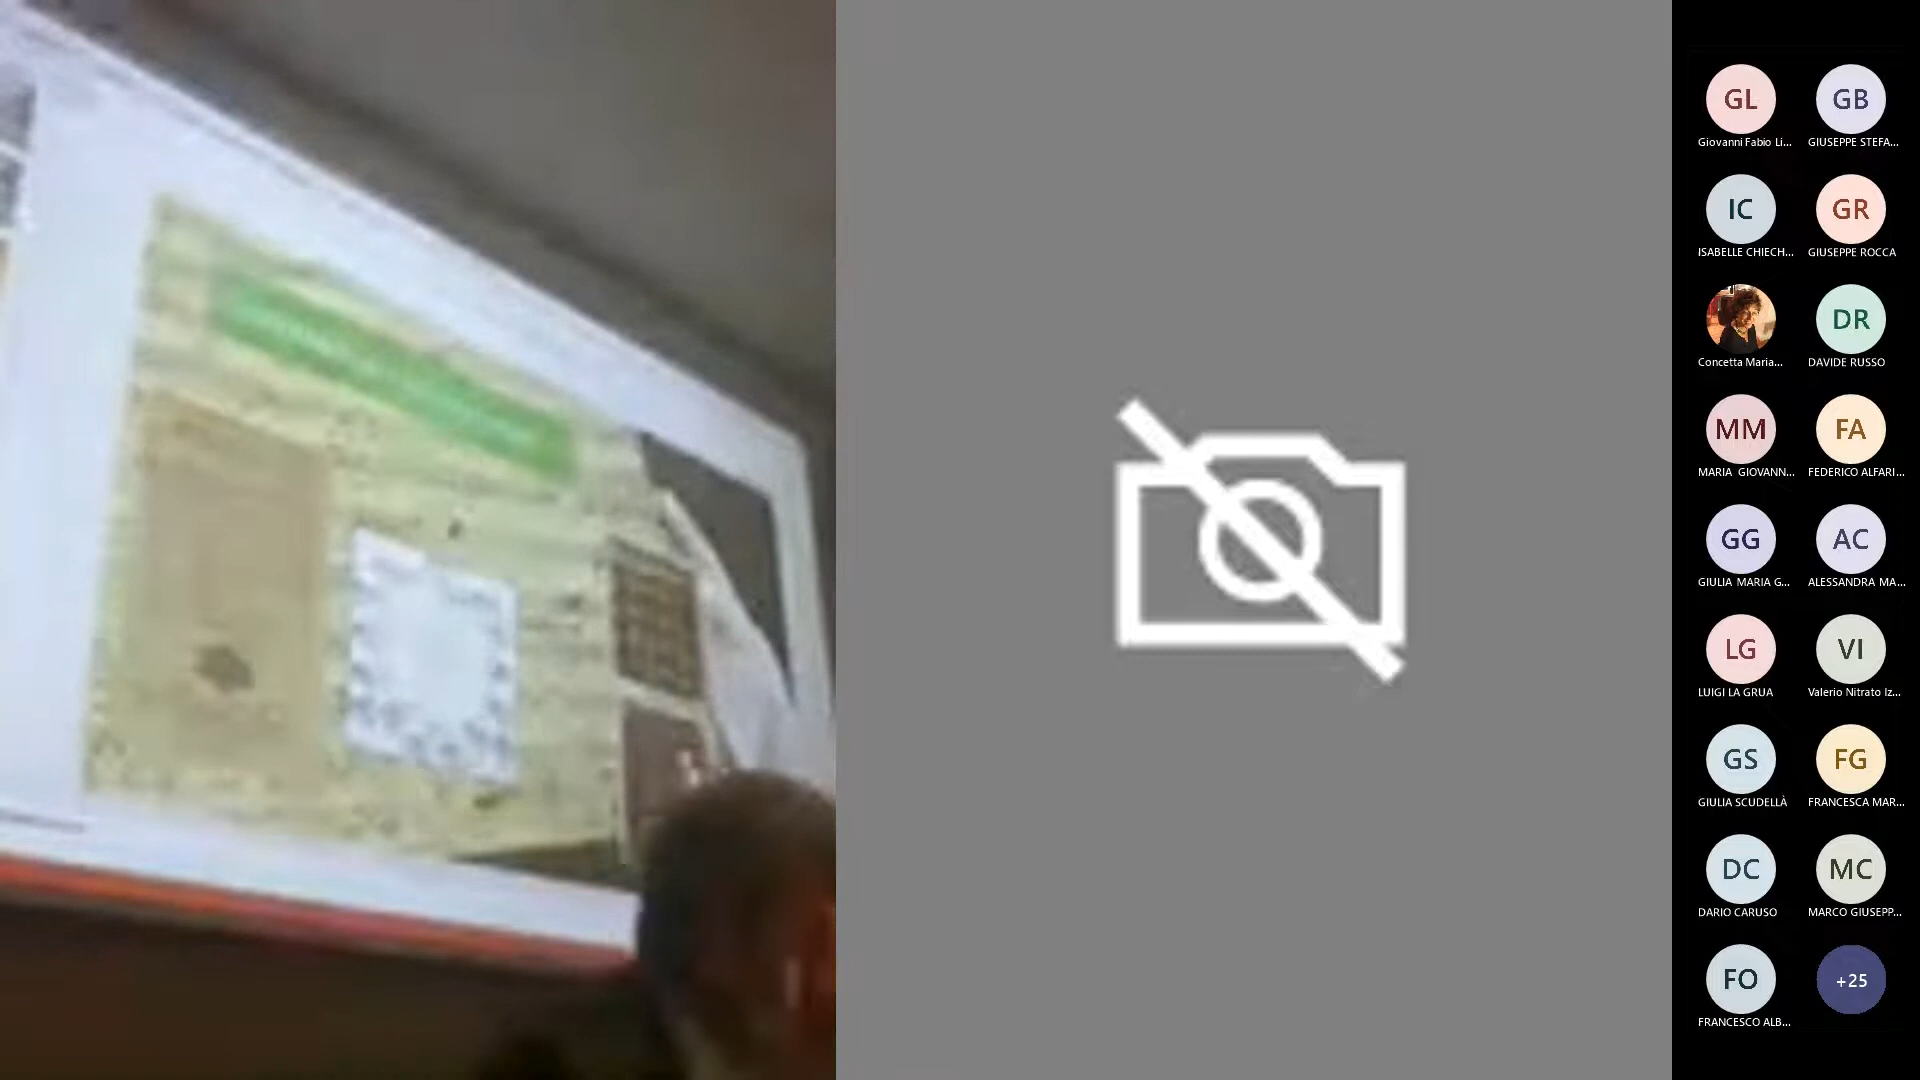 GL
Giovanni Fabio Li...
GB
GIUSEPPE STEFA...
IC
ISABELLE CHIECH...
GR
GIUSEPPE ROCCA
Concetta Maria...
DR
DAVIDE RUSSO
MM
MARIA GIOVANN...
FA
FEDERICO ALFARI...
GG
GIULIA MARIA G...
AC
ALESSANDRA MA...
LG
LUIGI LA GRUA
VI
Valerio Nitrato Iz...
GS
GIULIA SCUDELLÀ
FG
FRANCESCA MAR...
DC
DARIO CARUSO
MC
MARCO GIUSEPP...
FO
FRANCESCO ALB...
+25